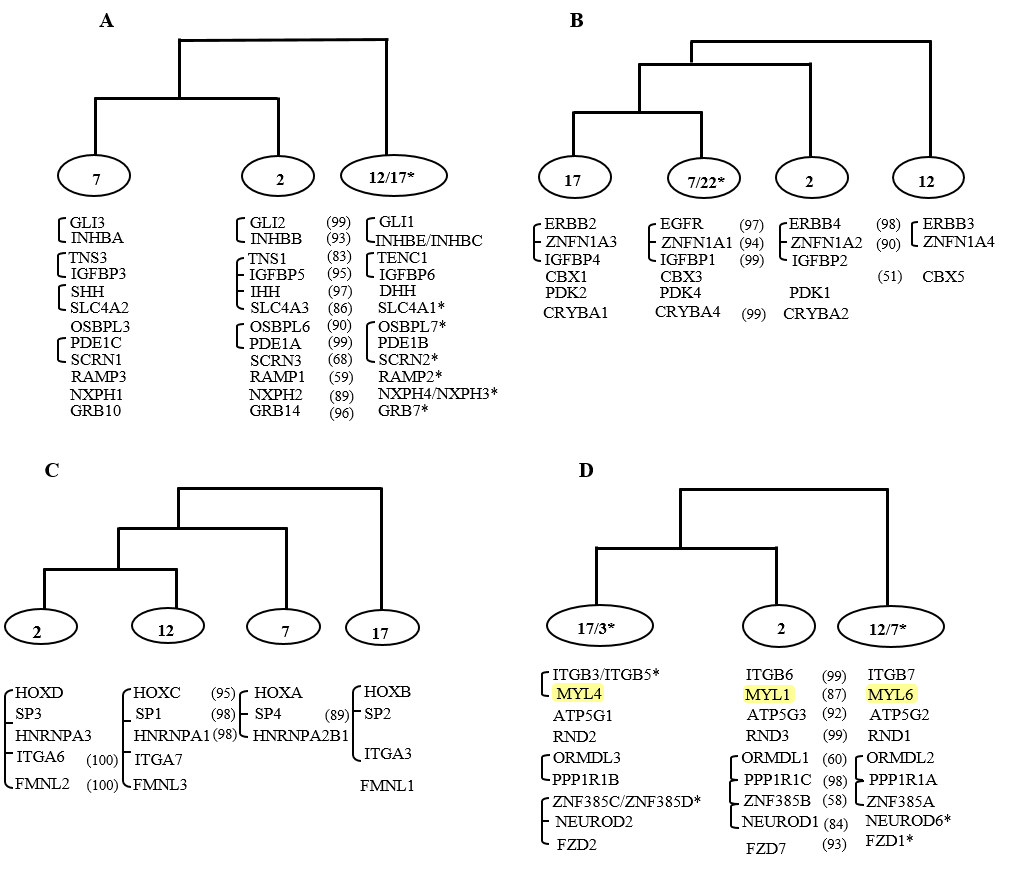 A
7 2 12/17*
GLI3 GLI2 (99) GLI1
INHBA INHBB (93) INHBE/INHBC
TNS3 TNS1 (83) TENC1
IGFBP3 IGFBP5 (95) IGFBP6
SHH IHH (97) DHH
SLC4A2 SLC4A3 (86) SLC4A1*
OSBPL3 OSBPL6 (90) OSBPL7*
PDE1C PDE1A (99) PDE1B
SCRN1 SCRN3 (68) SCRN2*
RAMP3 RAMP1 (59) RAMP2*
NXPH1 NXPH2 (89) NXPH4/NXPH3*
GRB10 GRB14 (96) GRB7*
B
17 7/22* 2 12
ERBB2 EGFR (97) ERBB4 (98) ERBB3
ZNFN1A3 ZNFN1A1 (94) ZNFN1A2 (90) ZNFN1A4
IGFBP4 IGFBP1 (99) IGFBP2
CBX1 CBX3 (51) CBX5
PDK2 PDK4 PDK1
CRYBA1 CRYBA4 (99) CRYBA2
C
2 12 7 17
HOXD HOXC (95) HOXA HOXB
SP3 SP1 (98) SP4 (89) SP2
HNRNPA3 HNRNPA1 (98) HNRNPA2B1
ITGA6 (100) ITGA7 ITGA3
FMNL2 (100) FMNL3 FMNL1
D
17/3* 2 12/7*
ITGB3/ITGB5* ITGB6 (99) ITGB7
MYL4 MYL1 (87) MYL6
ATP5G1 ATP5G3 (92) ATP5G2
RND2 RND3 (99) RND1
ORMDL3 ORMDL1 (60) ORMDL2
PPP1R1B PPP1R1C (98) PPP1R1A
ZNF385C/ZNF385D* ZNF385B (58) ZNF385A
NEUROD2 NEUROD1 (84) NEUROD6*
FZD2 FZD7 (93) FZD1*